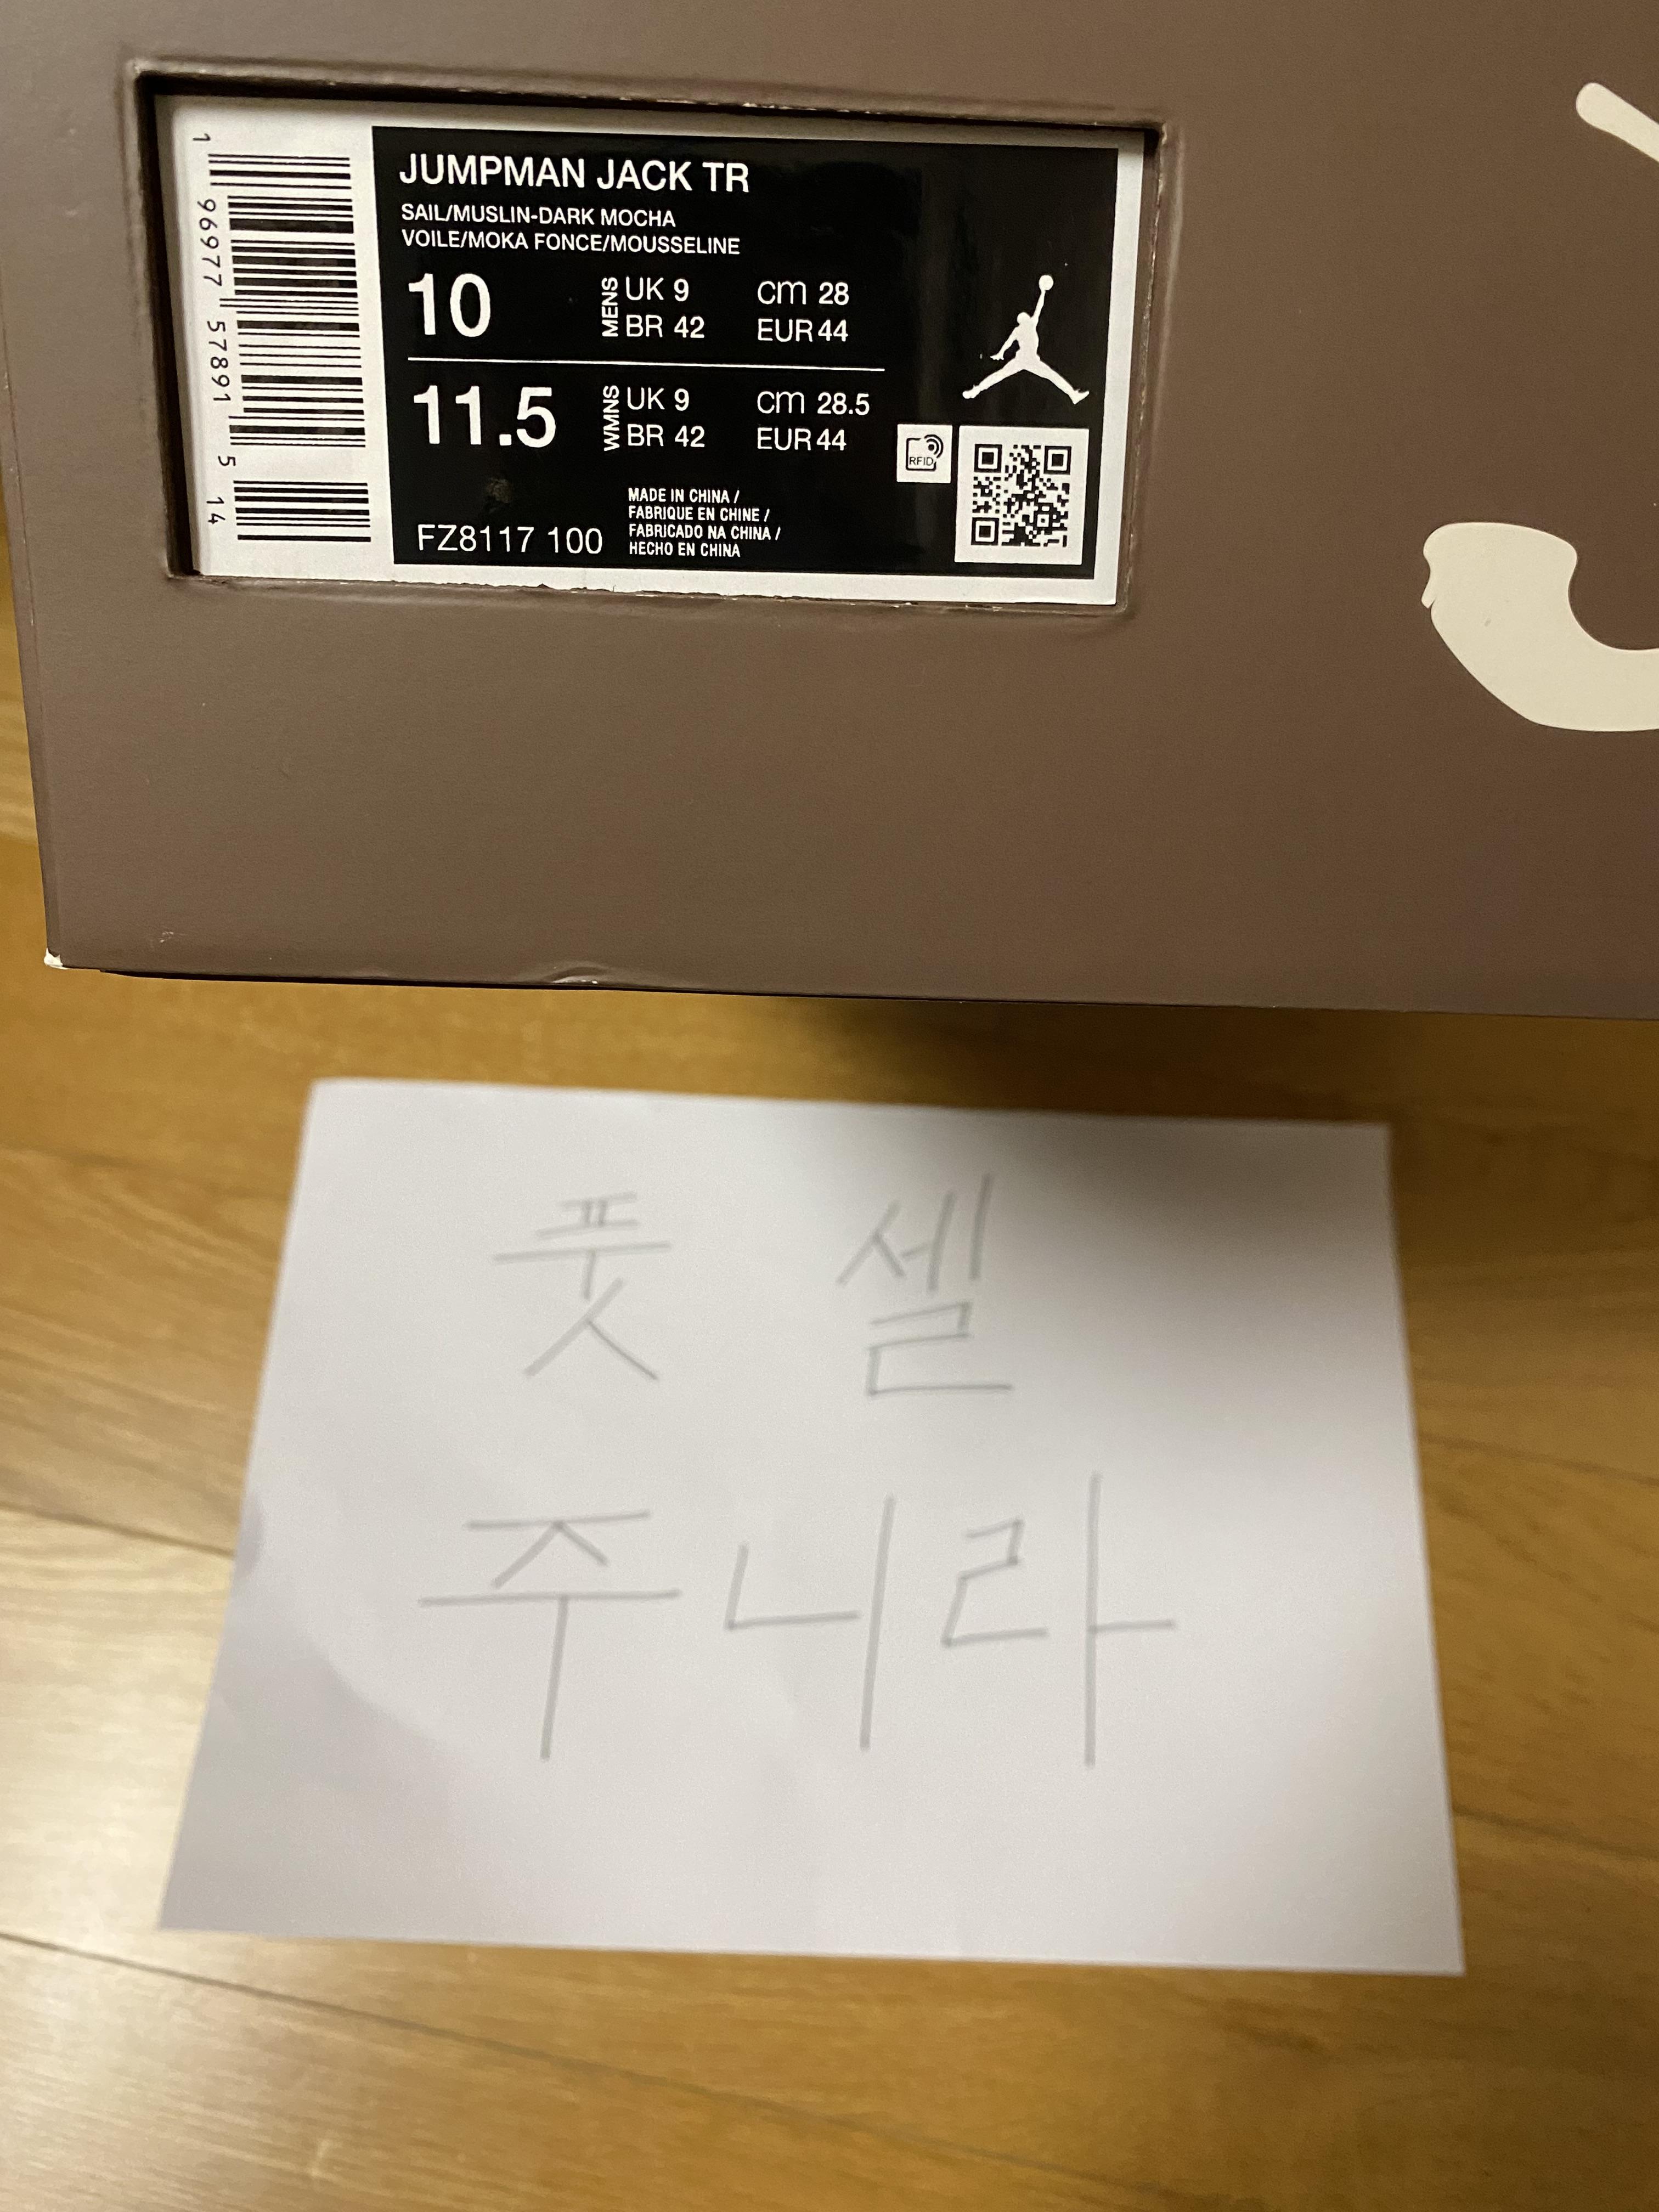 JUMPMAN JACK TR
SAIL/MUSLIN-DARK MOCHA
VOILE/MOKA FONCE/MOUSSELINE
10 MENS UK 9 cm 28
BR 42 EUR 44
11.5 WMNS UK 9 cm 28.5
BR 42 EUR 44
MADE IN CHINA /
FABRIQUE EN CHINE /
FABRICADO NA CHINA /
HECHO EN CHINA
FZ8117 100
RFID
1 96977 57891 5 14
풋 셀
주니라